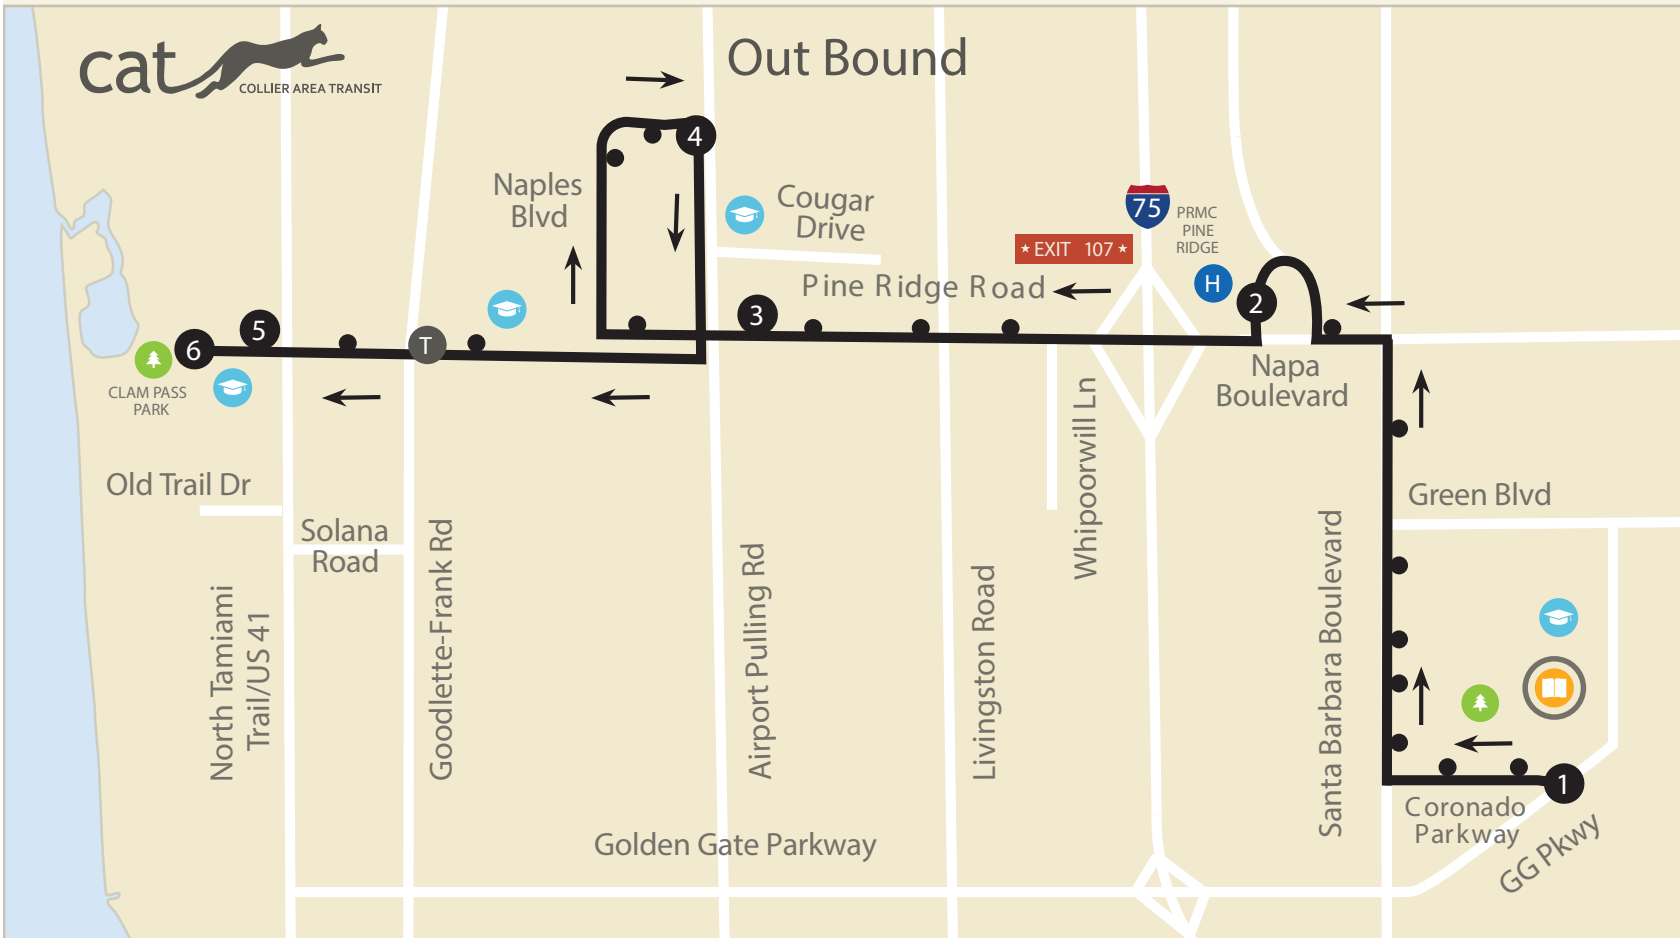 cat
COLLIER AREA TRANSIT
Out Bound
4
Naples
Blvd
Cougar
Drive
75
PRMC
PINE
RIDGE
EXIT 107
H
Pine Ridge Road
2
3
5
6
T
CLAM PASS
PARK
Napa
Boulevard
Old Trail Dr
Solana
Road
Green Blvd
North Tamiami
Trail/US 41
Goodlette-Frank Rd
Airport Pulling Rd
Livingston Road
Whipoorwill Ln
Santa Barbara Boulevard
1
Coronado
Parkway
GG Pkwy
Golden Gate Parkway